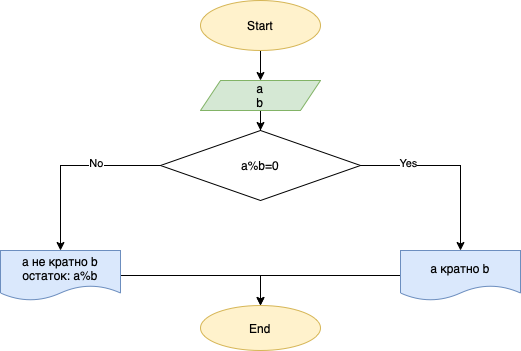 Start
a
b
a%b=0
No
Yes
а не кратно b
остаток: a%b
а кратно b
End